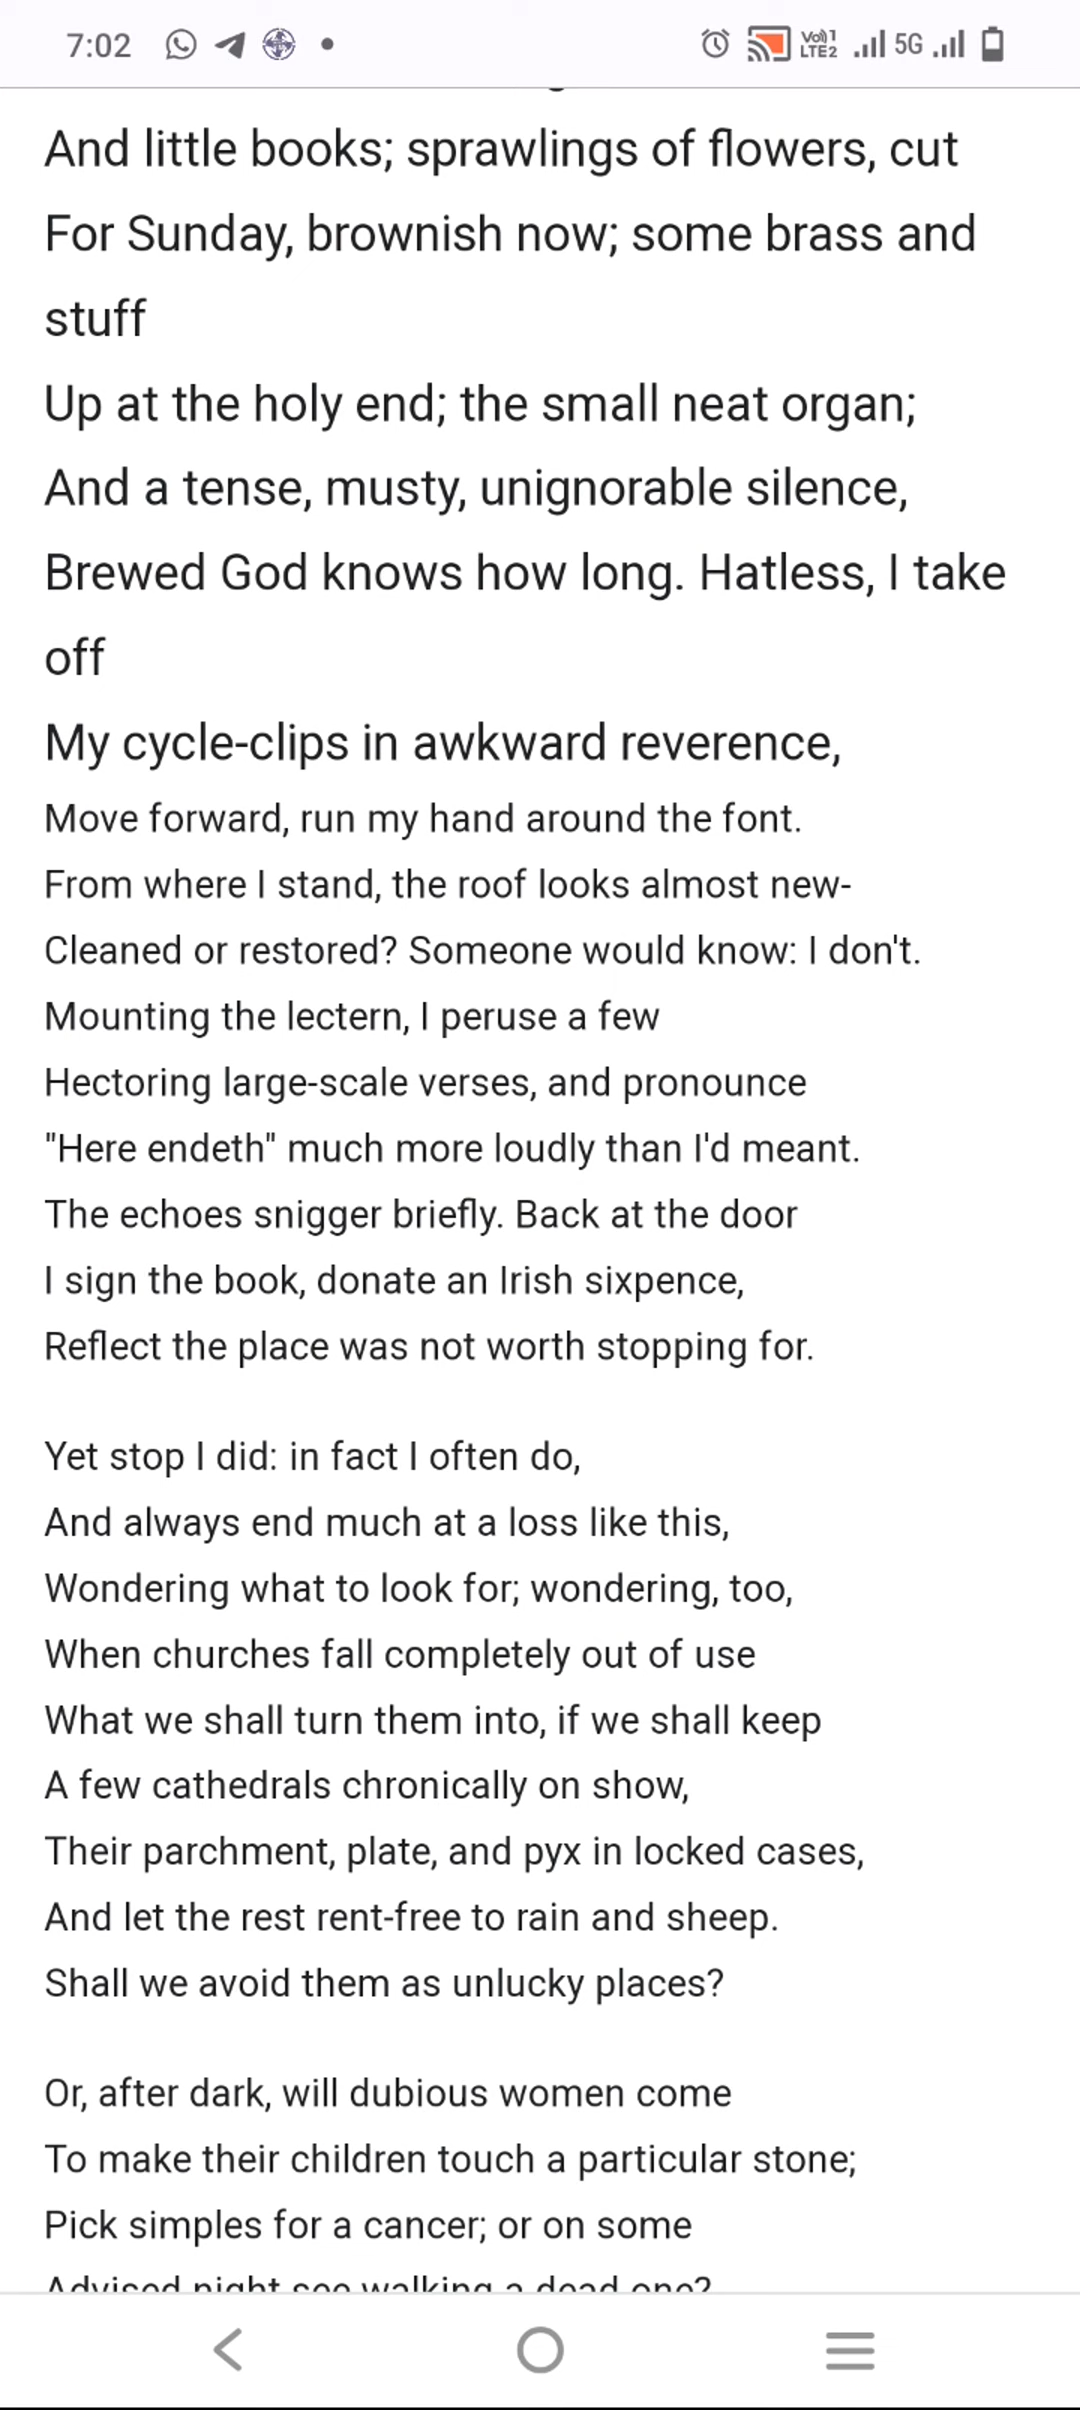 7:02
Vo))1
LTE2
5G
And little books; sprawlings of flowers, cut
For Sunday, brownish now; some brass and
stuff
Up at the holy end; the small neat organ;
And a tense, musty, unignorable silence,
Brewed God knows how long. Hatless, I take
off
My cycle-clips in awkward reverence,
Move forward, run my hand around the font.
From where I stand, the roof looks almost new-
Cleaned or restored? Someone would know: I don't.
Mounting the lectern, I peruse a few
Hectoring large-scale verses, and pronounce
"Here endeth" much more loudly than I'd meant.
The echoes snigger briefly. Back at the door
I sign the book, donate an Irish sixpence,
Reflect the place was not worth stopping for.
Yet stop I did: in fact I often do,
And always end much at a loss like this,
Wondering what to look for; wondering, too,
When churches fall completely out of use
What we shall turn them into, if we shall keep
A few cathedrals chronically on show,
Their parchment, plate, and pyx in locked cases,
And let the rest rent-free to rain and sheep.
Shall we avoid them as unlucky places?
Or, after dark, will dubious women come
To make their children touch a particular stone;
Pick simples for a cancer; or on some
Advised night see walking a dead one?